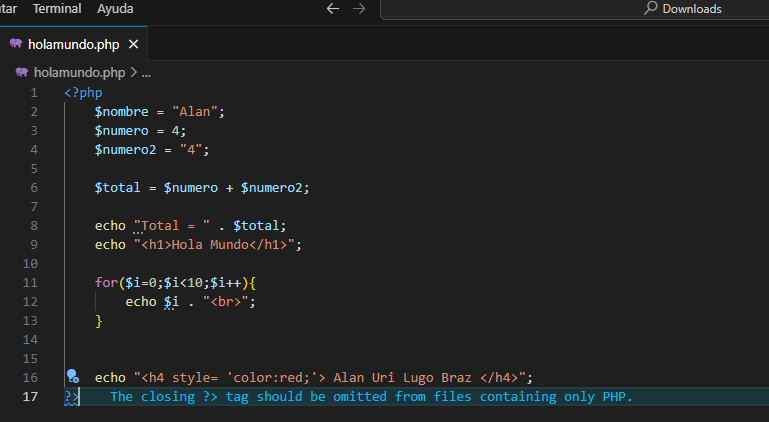 tar Terminal Ayuda
Downloads
holamundo.php
holamundo.php > ...
1 <?php
2 $nombre = "Alan";
3 $numero = 4;
4 $numero2 = "4";
5
6 $total = $numero + $numero2;
7
8 echo "Total = " . $total;
9 echo "<h1>Hola Mundo</h1>";
10
11 for($i=0;$i<10;$i++){
12 echo $i . "<br>";
13 }
14
15
16 echo "<h4 style= 'color:red;'> Alan Uri Lugo Braz </h4>";
17 ?> The closing ?> tag should be omitted from files containing only PHP.